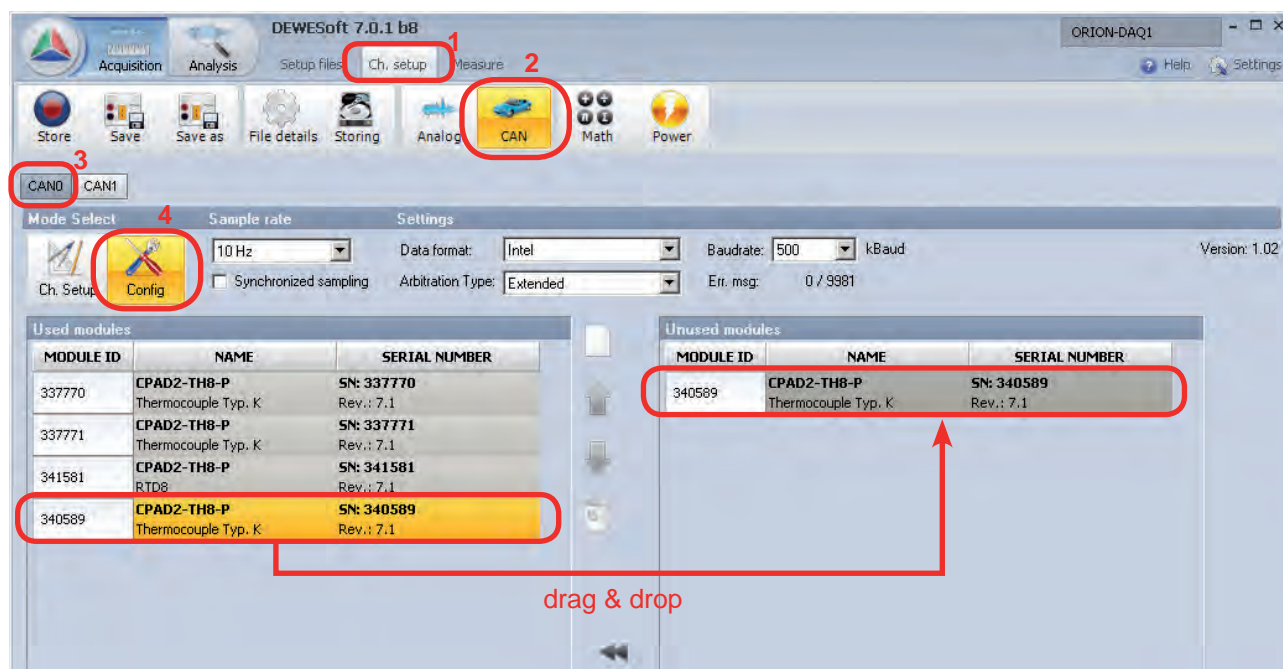 DEWESoft 7.0.1 b8
ORION-DAQ1
1
Acquisition Analysis Setup files Ch. setup Measure
Help Settings
2
Store Save Save as File details Storing Analog CAN Math Power
3
CAN0 CAN1
Mode Select 4 Sample rate Settings
10 Hz Data format: Intel Baudrate: 500 kBaud Version: 1.02
Ch. Setup Config Synchronized sampling Arbitration Type: Extended Err. msg: 0 / 9981
Used modules
MODULE ID NAME SERIAL NUMBER
337770 CPAD2-TH8-P SN: 337770
Thermocouple Typ. K Rev.: 7.1
337771 CPAD2-TH8-P SN: 337771
Thermocouple Typ. K Rev.: 7.1
341581 CPAD2-TH8-P SN: 341581
RTD8 Rev.: 7.1
340589 CPAD2-TH8-P SN: 340589
Thermocouple Typ. K Rev.: 7.1
Unused modules
MODULE ID NAME SERIAL NUMBER
340589 CPAD2-TH8-P SN: 340589
Thermocouple Typ. K Rev.: 7.1
drag & drop